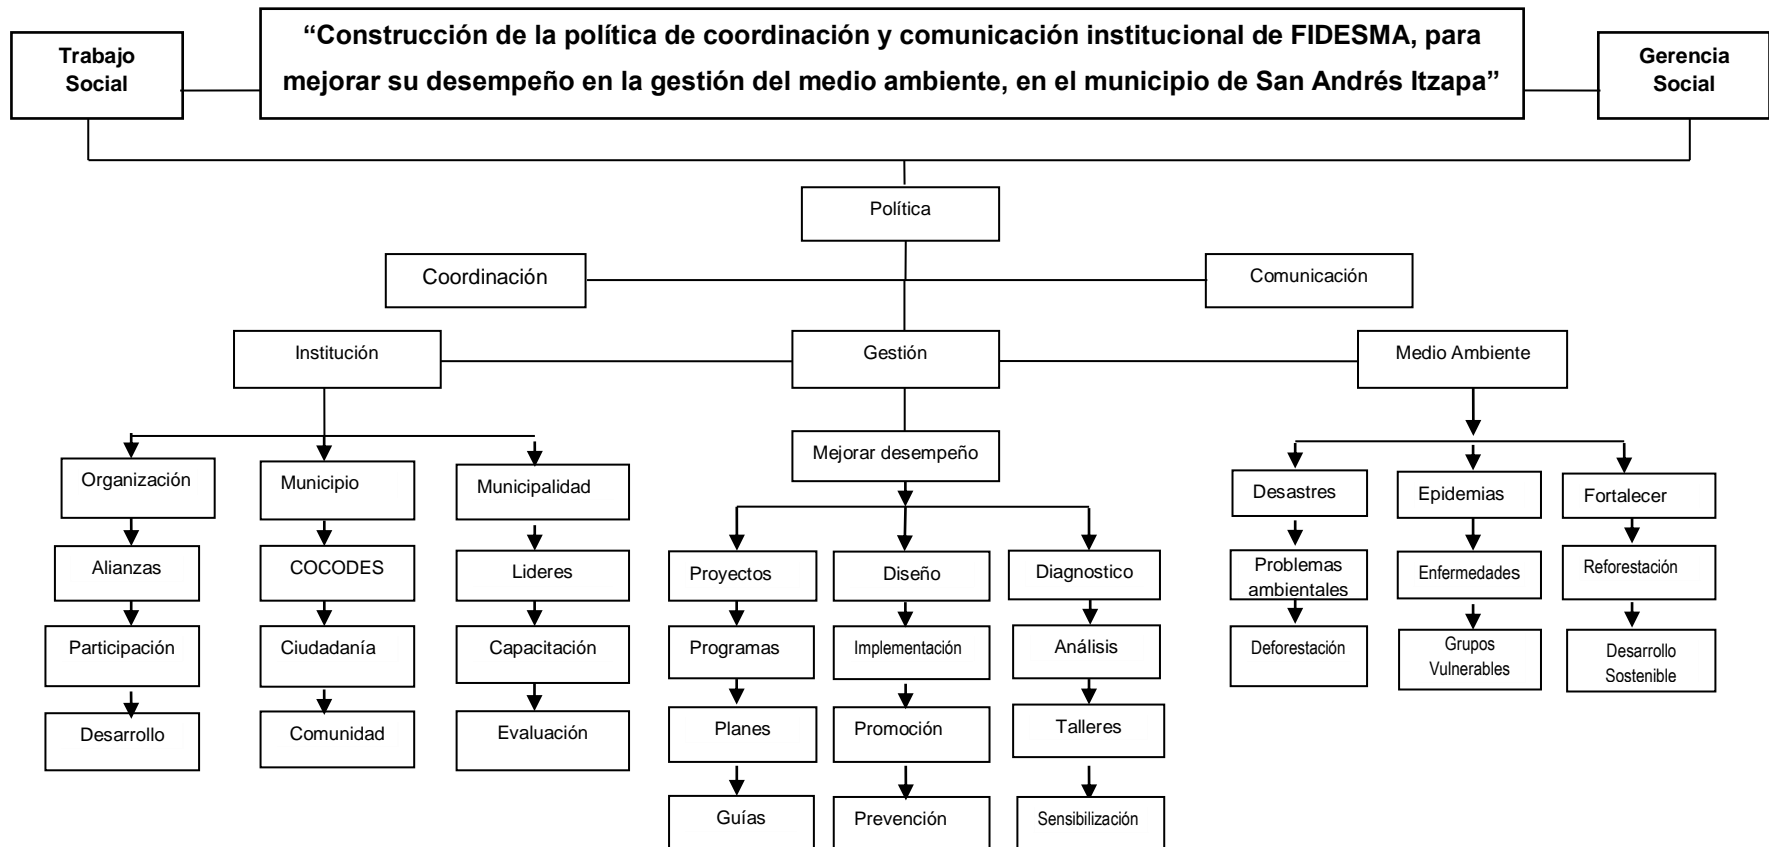 “Construcción de la política de coordinación y comunicación institucional de FIDESMA, para
mejorar su desempeño en la gestión del medio ambiente, en el municipio de San Andrés Itzapa”
Trabajo
Social
Gerencia
Social
Política
Coordinación
Comunicación
Institución
Gestión
Medio Ambiente
Mejorar desempeño
Organización
Municipio
Municipalidad
Desastres
Epidemias
Fortalecer
Alianzas
COCODES
Lideres
Proyectos
Diseño
Diagnostico
Problemas
ambientales
Enfermedades
Reforestación
Participación
Ciudadanía
Capacitación
Programas
Implementación
Análisis
Deforestación
Grupos
Vulnerables
Desarrollo
Sostenible
Desarrollo
Comunidad
Evaluación
Planes
Promoción
Talleres
Guías
Prevención
Sensibilización